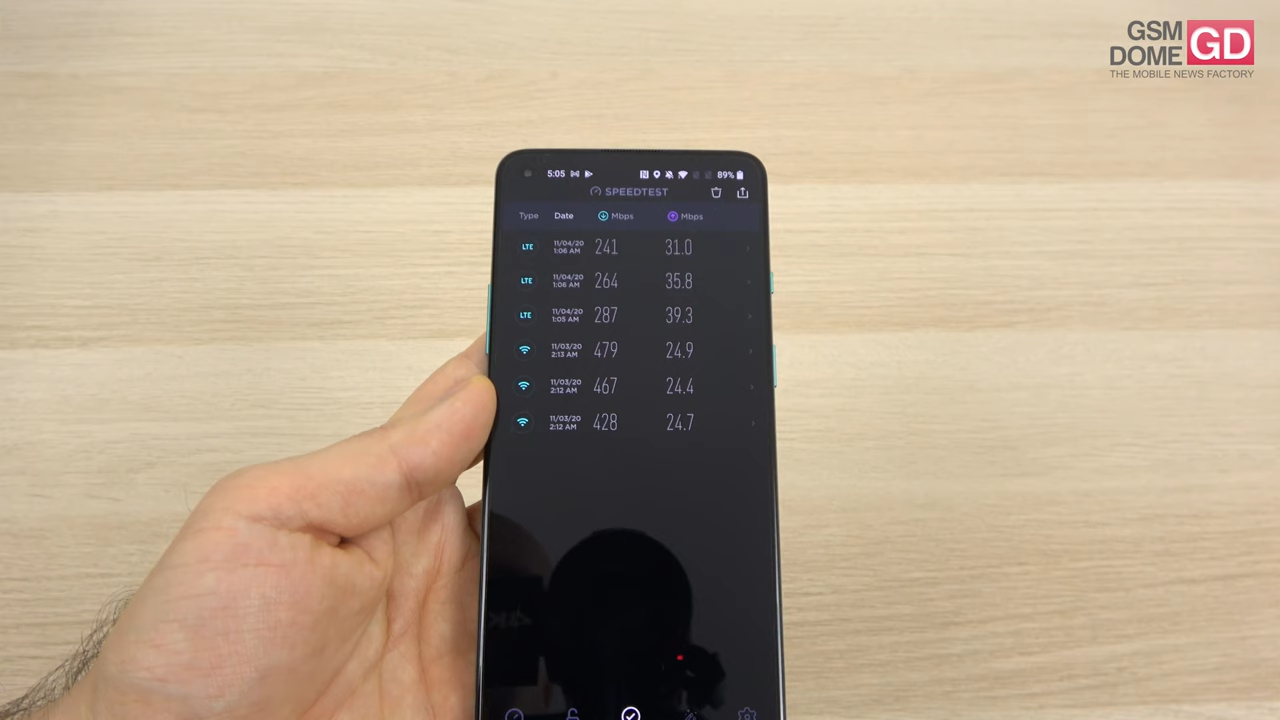 GSM
DOME GD
THE MOBILE NEWS FACTORY
5:05 89%
SPEEDTEST
Type Date Mbps Mbps
LTE 11/04/20 1:06 AM 241 31.0
LTE 11/04/20 1:06 AM 264 35.8
LTE 11/04/20 1:05 AM 287 39.3
11/03/20 2:13 AM 479 24.9
11/03/20 2:12 AM 467 24.4
11/03/20 2:12 AM 428 24.7